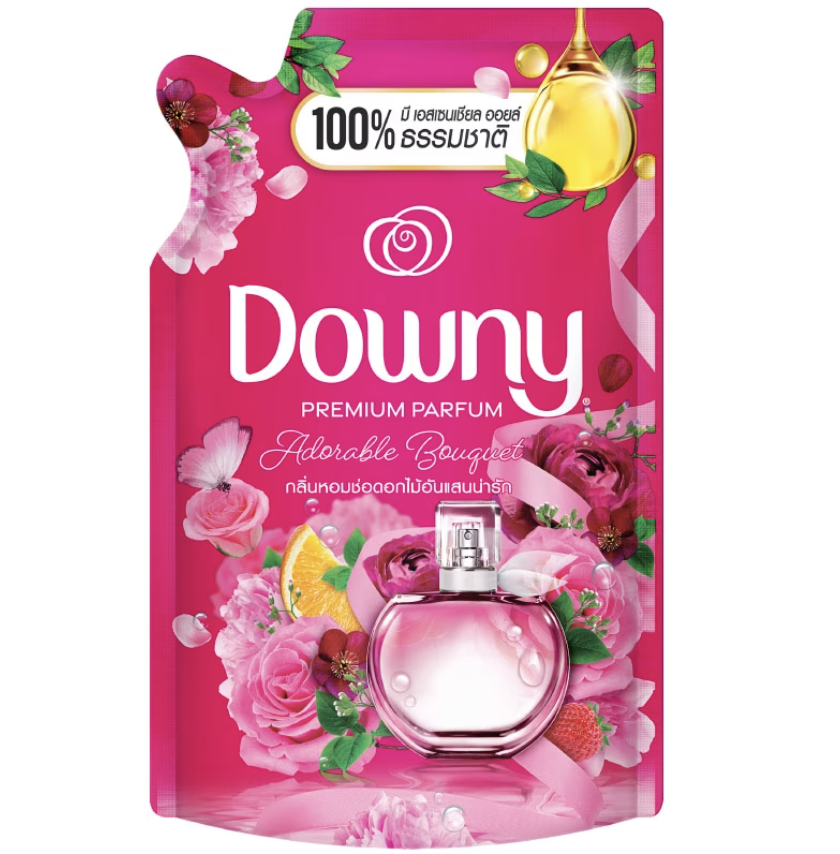 100% มี เอสเซนเชียล ออยล์
ธรรมชาติ
Downy®
PREMIUM PARFUM
Adorable Bouquet
กลิ่นหอมช่อดอกไม้อันแสนน่ารัก